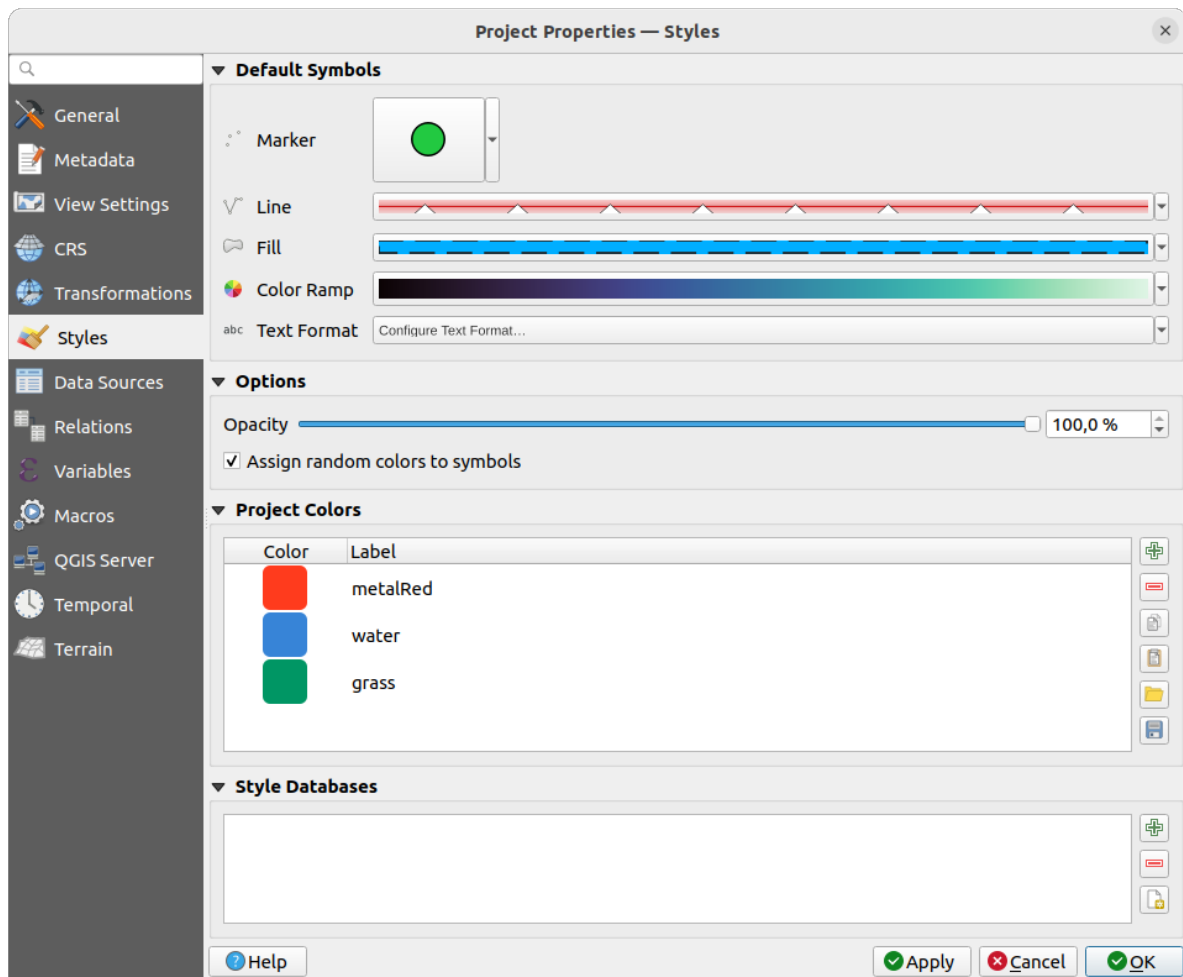 Project Properties — Styles
General
Metadata
View Settings
CRS
Transformations
Styles
Data Sources
Relations
Variables
Macros
QGIS Server
Temporal
Terrain
Default Symbols
Marker
Line
Fill
Color Ramp
abc Text Format Configure Text Format...
Options
Opacity 100,0 %
Assign random colors to symbols
Project Colors
Color Label
metalRed
water
grass
Style Databases
Help Apply Cancel OK